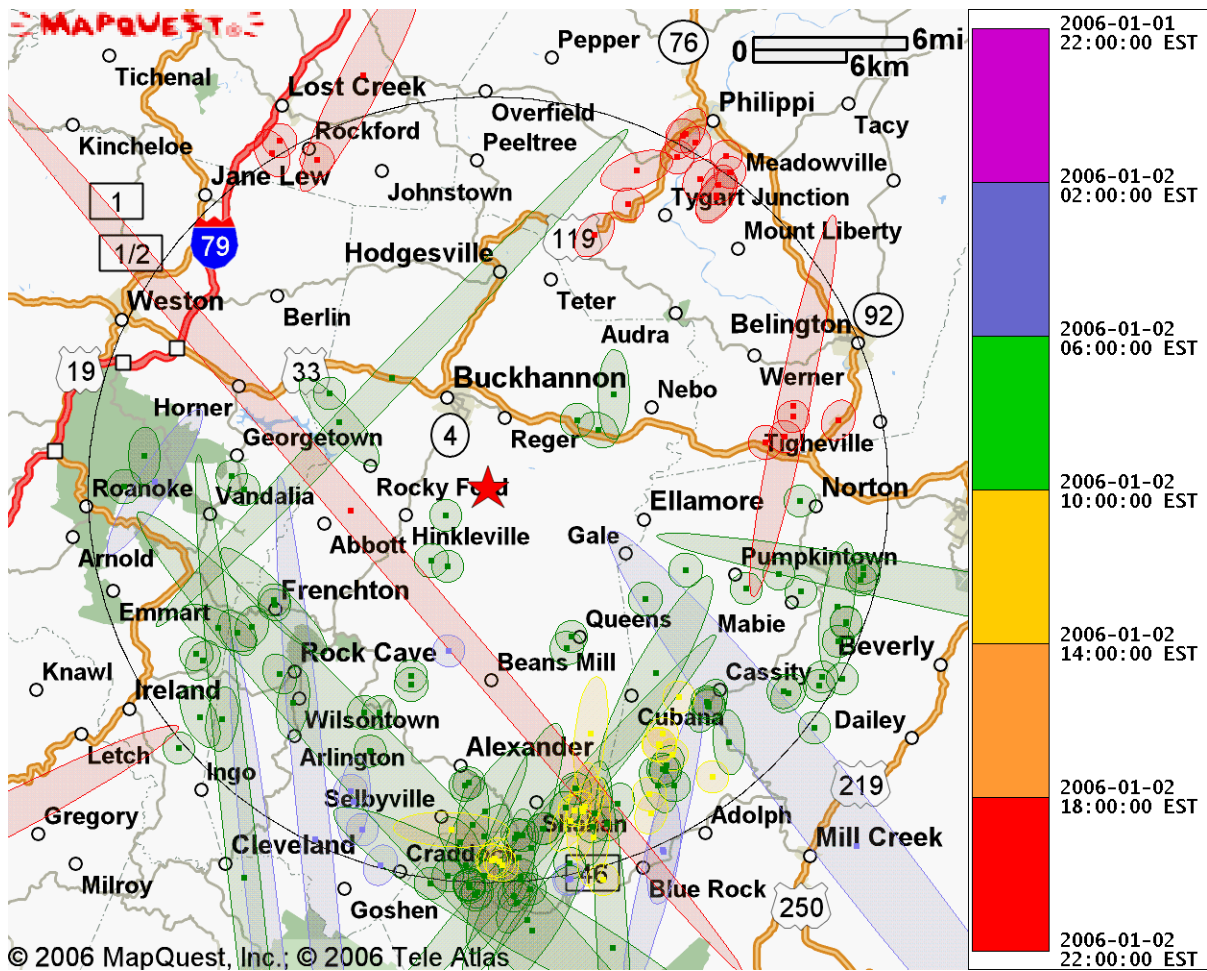 MAPQUEST®
76
0
6mi
6km
Pepper
Tichenal
Lost Creek
Overfield
Philippi
Tacy
Kincheloe
Rockford
Peeltree
Meadowville
Jane Lew
Johnstown
1
Tygart Junction
79
1/2
119
Mount Liberty
Hodgesville
Weston
Berlin
Teter
Audra
Belington
92
19
33
Buckhannon
Nebo
Werner
Horner
4
Reger
Georgetown
Tigheville
Roanoke
Vandalia
Rocky Ford
Ellamore
Norton
Arnold
Abbott
Hinkleville
Gale
Pumpkintown
Emmart
Frenchton
Queens
Mabie
Beverly
Knawl
Rock Cave
Beans Mill
Cassity
Ireland
Wilsontown
Cubana
Dailey
Letch
Arlington
Alexander
Ingo
Selbyville
219
Gregory
Adolph
Cleveland
Mill Creek
Milroy
46
Blue Rock
Goshen
250
© 2006 MapQuest, Inc.; © 2006 Tele Atlas
2006-01-01
22:00:00 EST
2006-01-02
02:00:00 EST
2006-01-02
06:00:00 EST
2006-01-02
10:00:00 EST
2006-01-02
14:00:00 EST
2006-01-02
18:00:00 EST
2006-01-02
22:00:00 EST